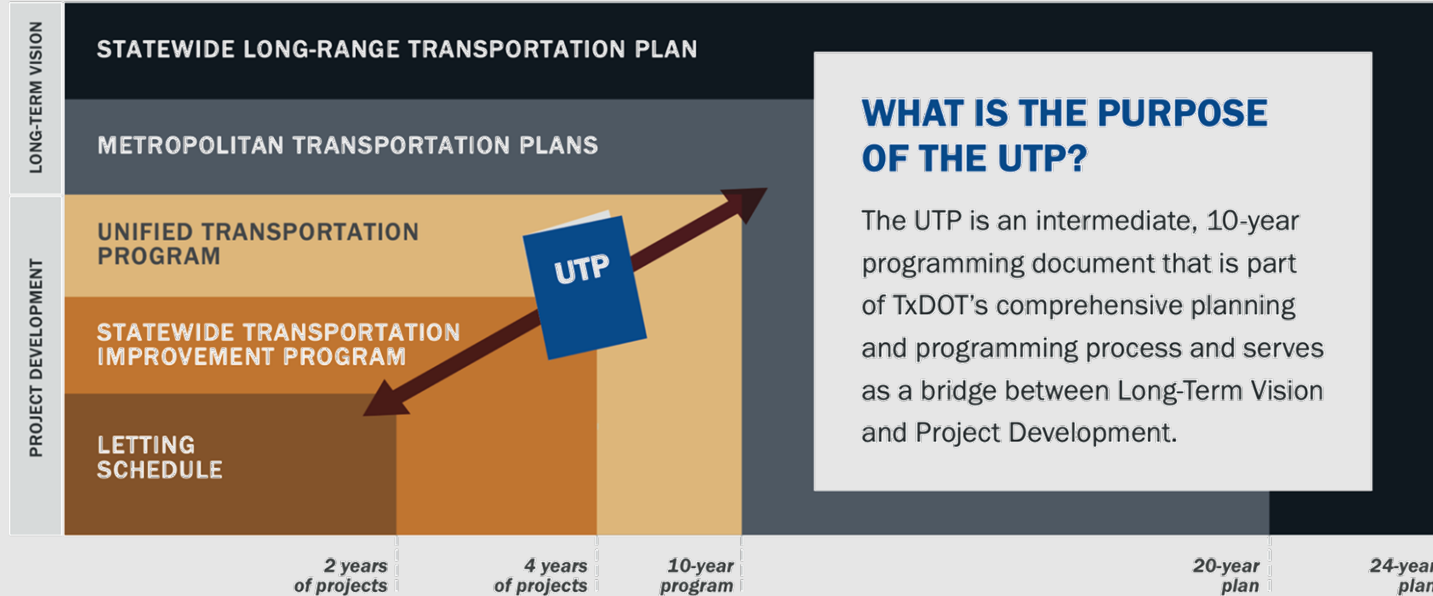 LONG-TERM VISION
STATEWIDE LONG-RANGE TRANSPORTATION PLAN
METROPOLITAN TRANSPORTATION PLANS
PROJECT DEVELOPMENT
UNIFIED TRANSPORTATION
PROGRAM
STATEWIDE TRANSPORTATION
IMPROVEMENT PROGRAM
LETTING
SCHEDULE
UTP
WHAT IS THE PURPOSE
OF THE UTP?
The UTP is an intermediate, 10-year
programming document that is part
of TxDOT's comprehensive planning
and programming process and serves
as a bridge between Long-Term Vision
and Project Development.
2 years
of projects
4 years
of projects
10-year
program
20-year
plan
24-year
plan